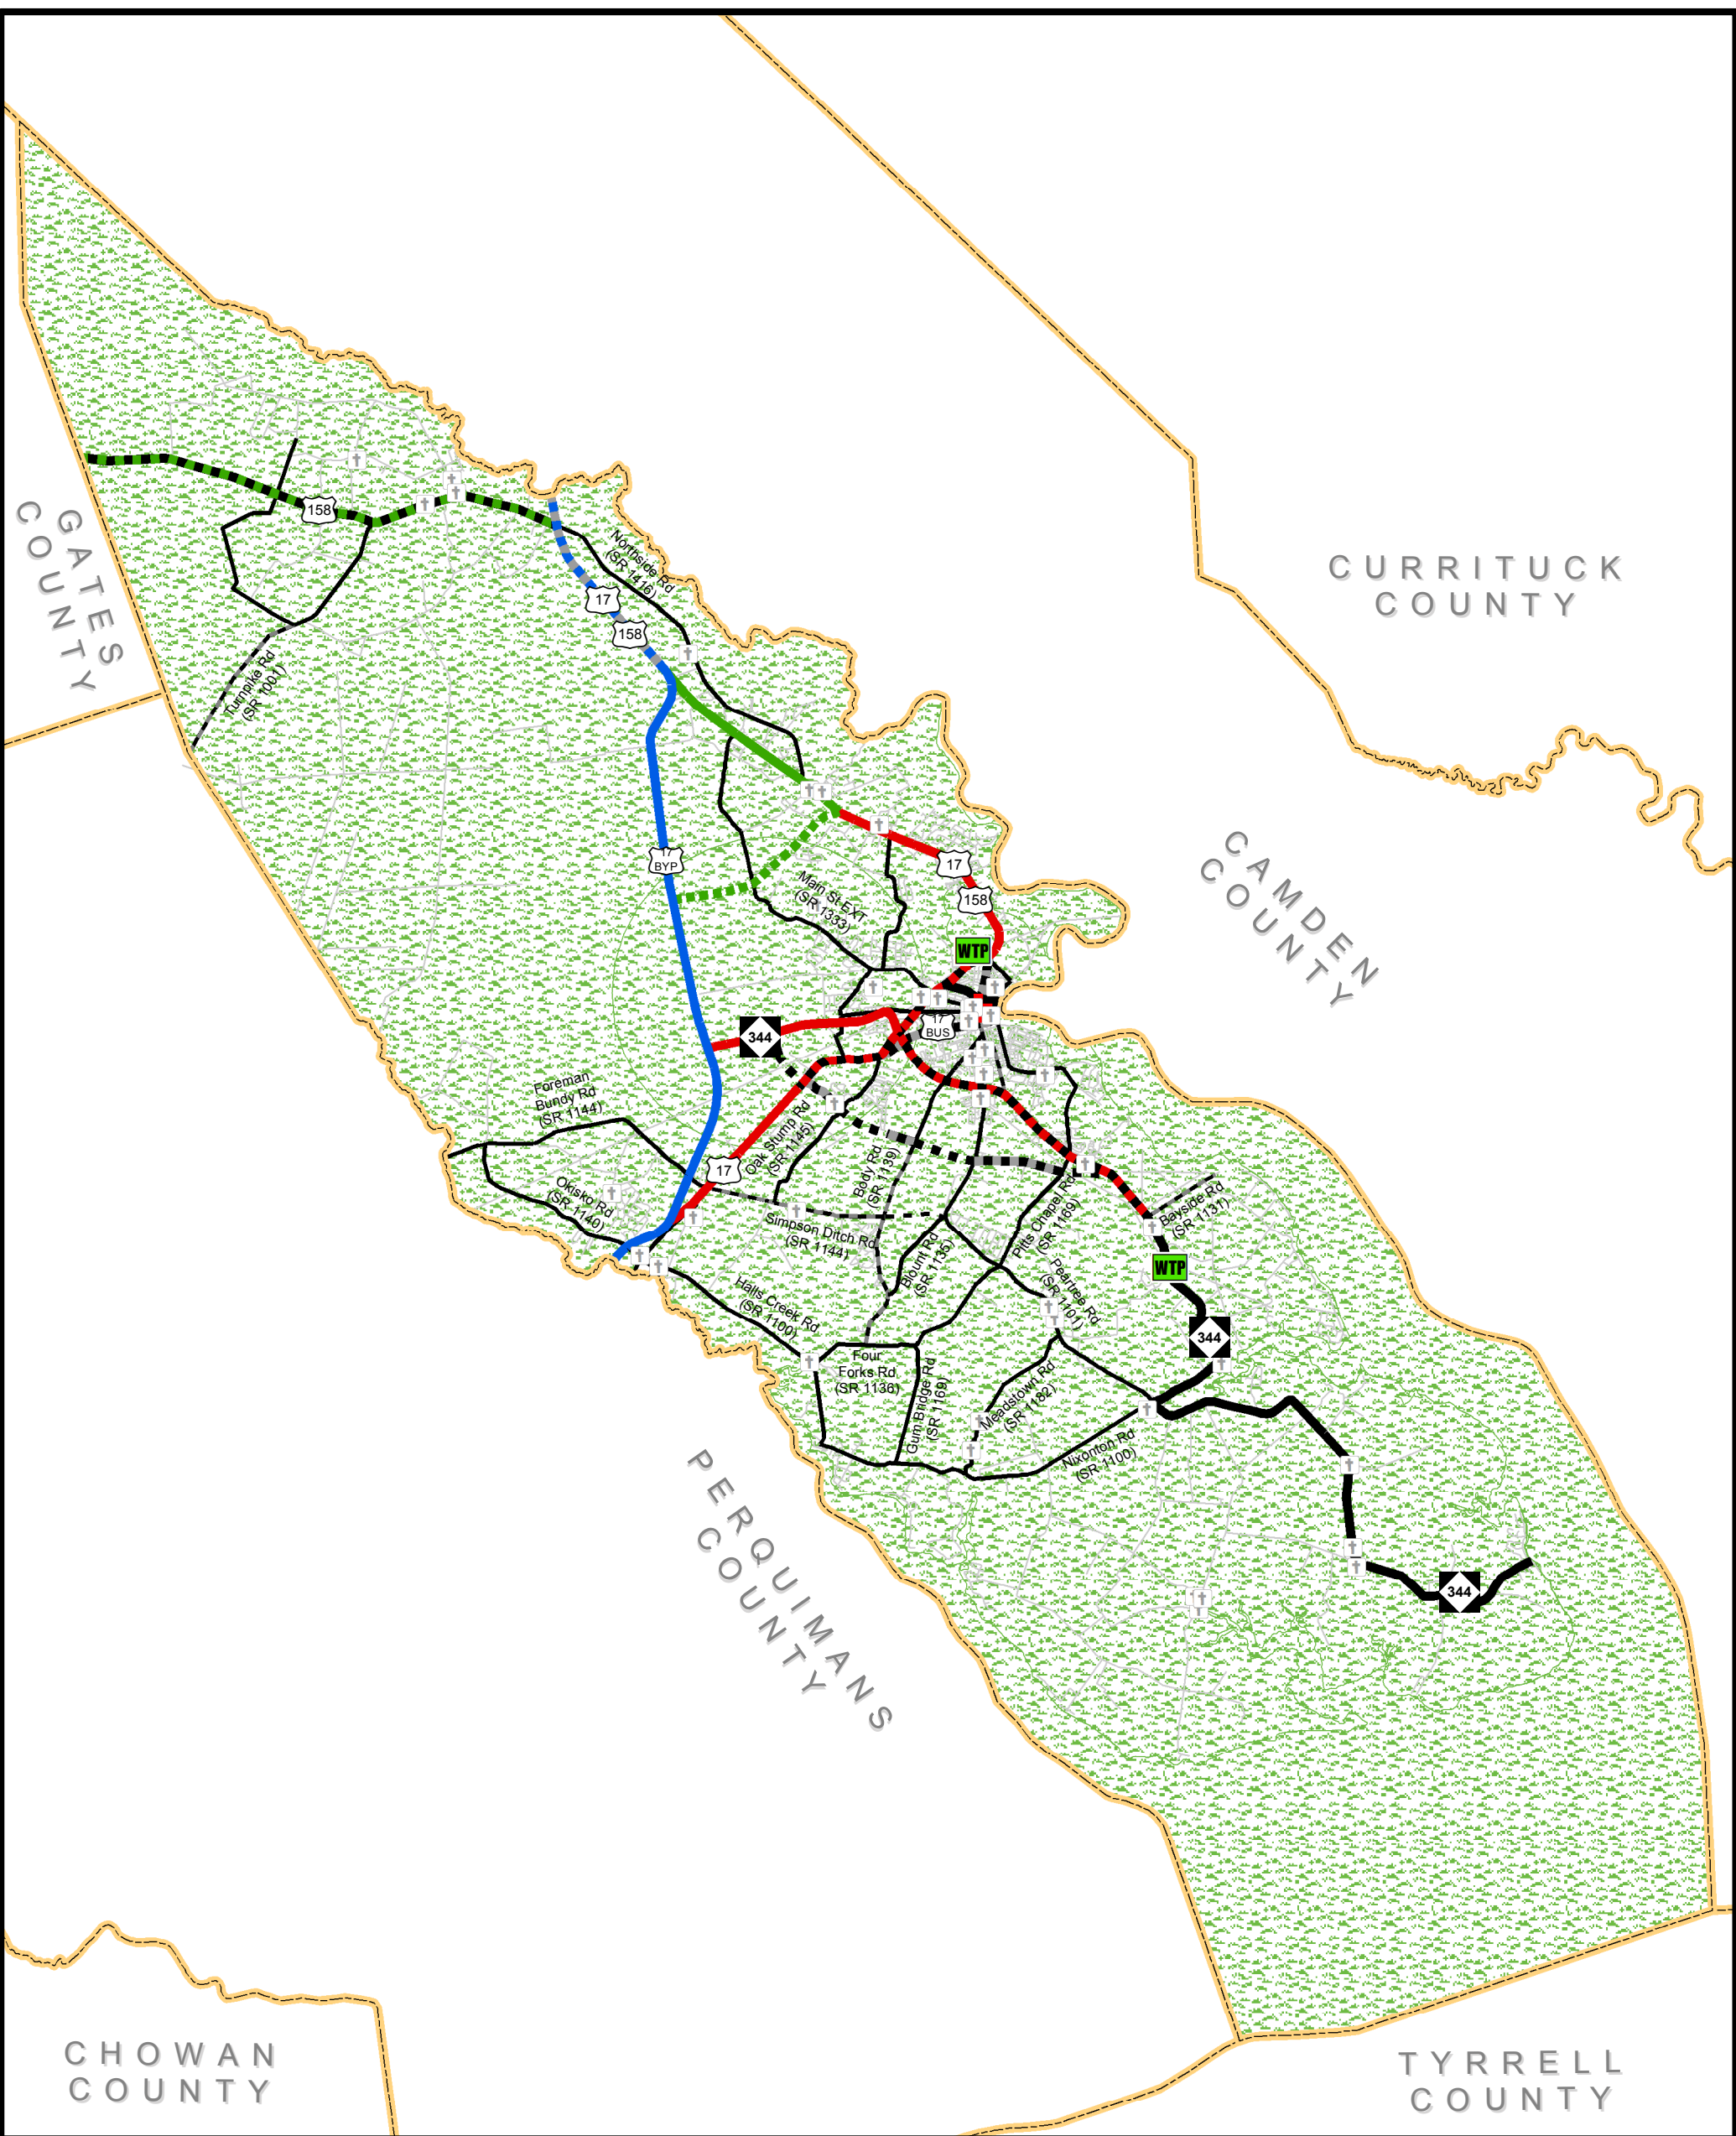 GATES
COUNTY
158
Northside Rd
(SR 1416)
17
158
CURRITUCK
COUNTY
Turnpike Rd
(SR 1001)
17
BYP
17
158
Main St EXT
(SR 1333)
CAMDEN
COUNTY
WTP
17
BUS
344
Foreman
Bundy Rd
(SR 1144)
Oak Stump Rd
(SR 1145)
Body Rd
(SR 1139)
17
Okisko Rd
(SR 1140)
Simpson Ditch Rd
(SR 1144)
Blount Rd
(SR 1135)
Pitts Chapel Rd
(SR 1169)
Bayside Rd
(SR 1131)
WTP
Peartree Rd
(SR 1101)
Halls Creek Rd
(SR 1100)
344
Four
Forks Rd
(SR 1136)
Gum Bridge Rd
(SR 1169)
Meadstown Rd
(SR 1182)
Nixonton Rd
(SR 1100)
PERQUIMANS
COUNTY
344
CHOWAN
COUNTY
TYRRELL
COUNTY